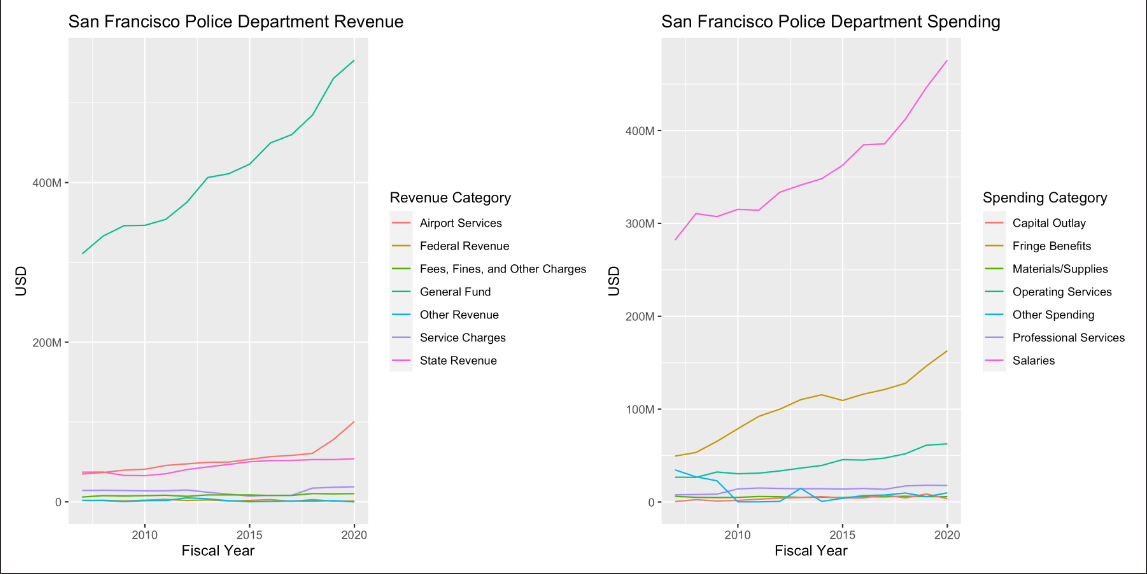 San Francisco Police Department Revenue
USD
400M
200M
0
2010
2015
2020
Fiscal Year
Revenue Category
Airport Services
Federal Revenue
Fees, Fines, and Other Charges
General Fund
Other Revenue
Service Charges
State Revenue
San Francisco Police Department Spending
USD
400M
300M
200M
100M
0
2010
2015
2020
Fiscal Year
Spending Category
Capital Outlay
Fringe Benefits
Materials/Supplies
Operating Services
Other Spending
Professional Services
Salaries